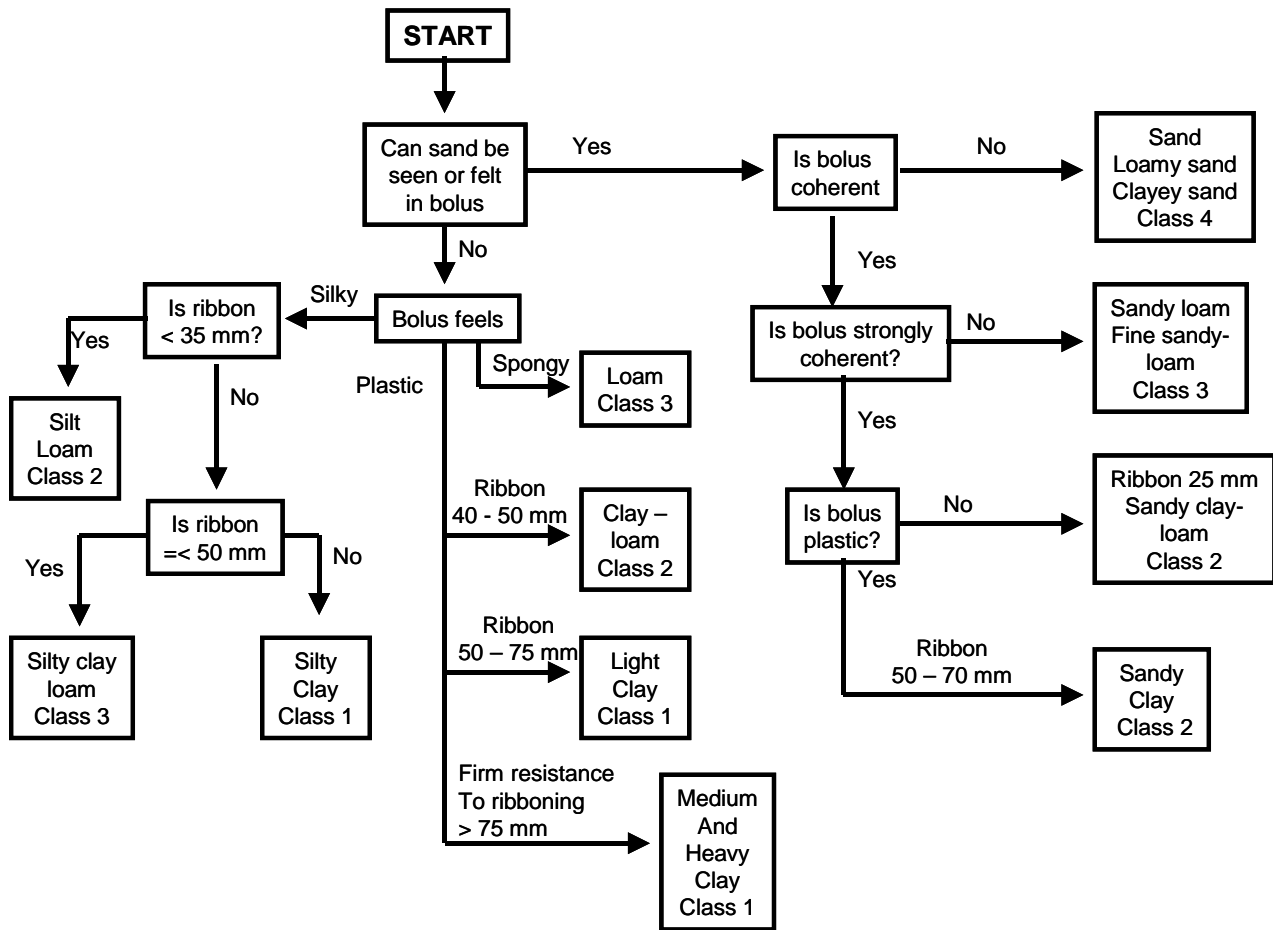 START
Can sand be
seen or felt
in bolus
Yes
Is bolus
coherent
No
Sand
Loamy sand
Clayey sand
Class 4
No
Yes
Is ribbon
< 35 mm?
Silky
Bolus feels
Yes
Spongy
Plastic
Loam
Class 3
Is bolus strongly
coherent?
No
Sandy loam
Fine sandy-
loam
Class 3
No
Yes
Silt
Loam
Class 2
Ribbon
40 - 50 mm
Clay –
loam
Class 2
Is bolus
plastic?
No
Ribbon 25 mm
Sandy clay-
loam
Class 2
Is ribbon
=< 50 mm
Yes
No
Yes
Silty clay
loam
Class 3
Silty
Clay
Class 1
Ribbon
50 – 75 mm
Light
Clay
Class 1
Ribbon
50 – 70 mm
Sandy
Clay
Class 2
Firm resistance
To ribboning
> 75 mm
Medium
And
Heavy
Clay
Class 1